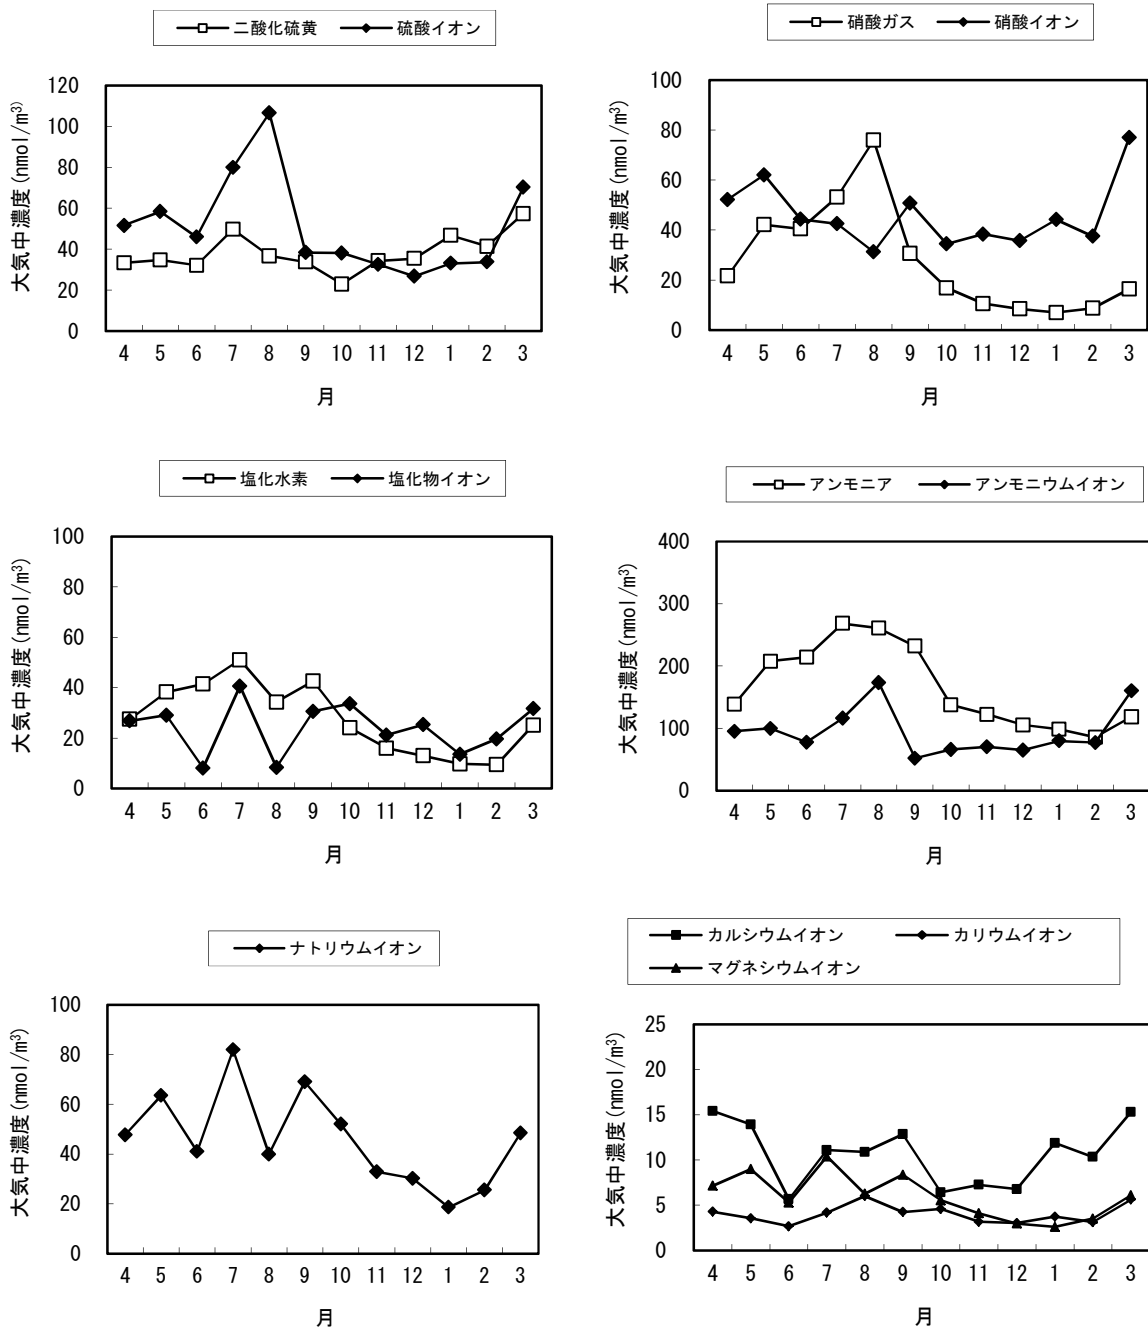 二酸化硫黄 硫酸イオン
大気中濃度(nmol/m³)
120
100
80
60
40
20
0
4 5 6 7 8 9 10 11 12 1 2 3
月
硝酸ガス 硝酸イオン
大気中濃度(nmol/m³)
100
80
60
40
20
0
4 5 6 7 8 9 10 11 12 1 2 3
月
塩化水素 塩化物イオン
大気中濃度(nmol/m³)
100
80
60
40
20
0
4 5 6 7 8 9 10 11 12 1 2 3
月
アンモニア アンモニウムイオン
大気中濃度(nmol/m³)
400
300
200
100
0
4 5 6 7 8 9 10 11 12 1 2 3
月
ナトリウムイオン
大気中濃度(nmol/m³)
100
80
60
40
20
0
4 5 6 7 8 9 10 11 12 1 2 3
月
カルシウムイオン カリウムイオン
マグネシウムイオン
大気中濃度(nmol/m³)
25
20
15
10
5
0
4 5 6 7 8 9 10 11 12 1 2 3
月